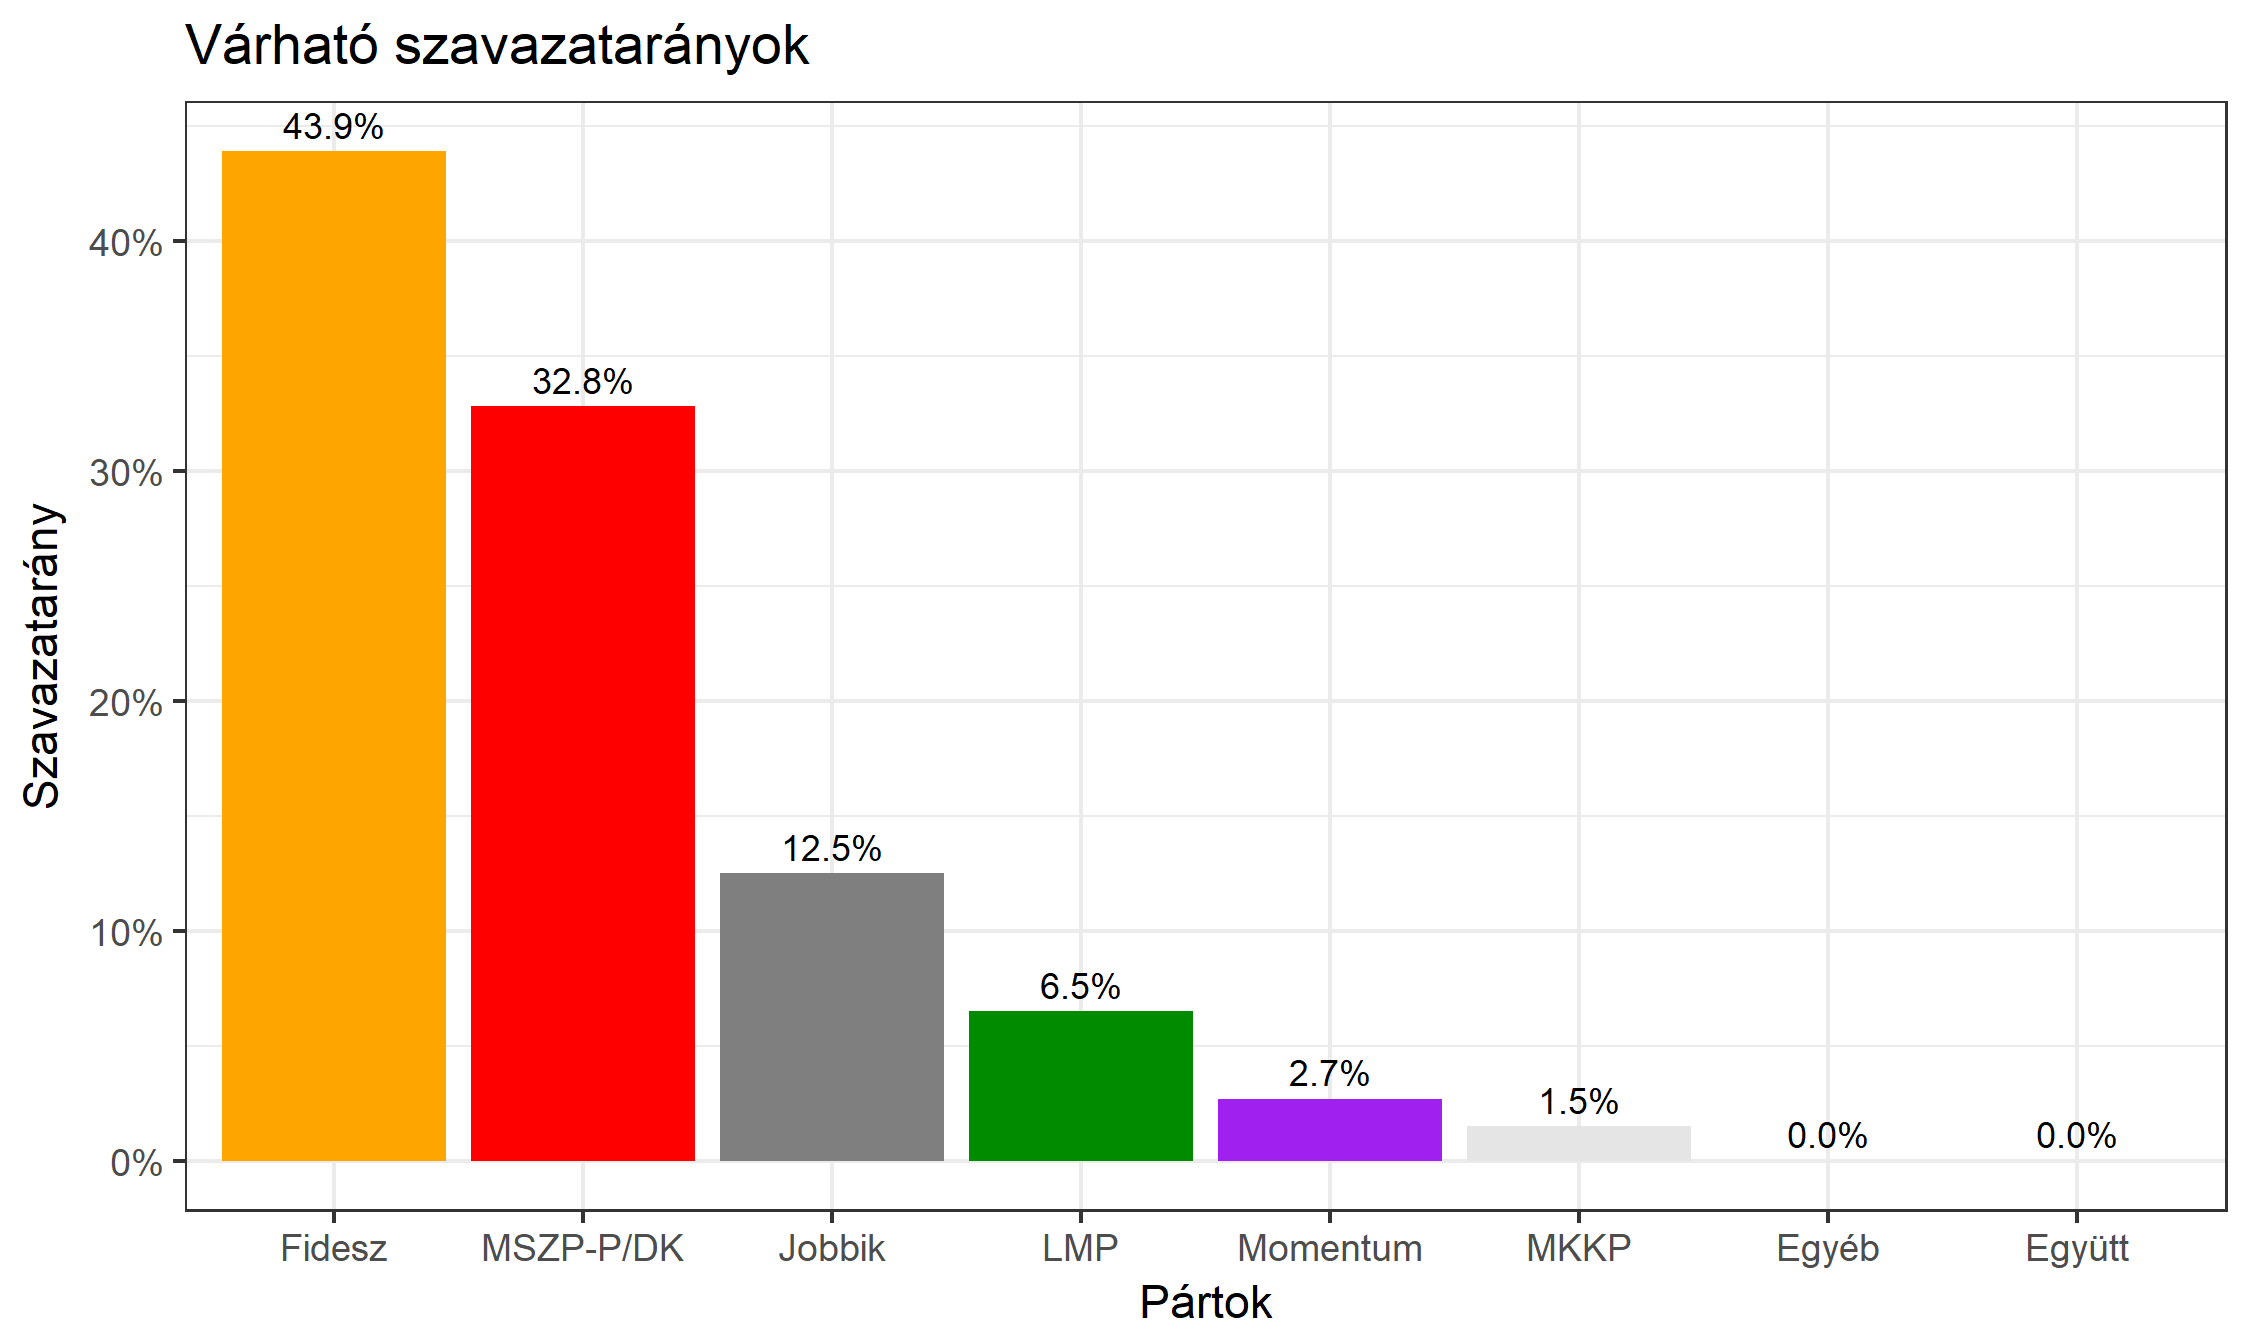 Várható szavazatarányok
Szavazatarány
40%
30%
20%
10%
0%
43.9%
32.8%
12.5%
6.5%
2.7%
1.5%
0.0%
0.0%
Fidesz
MSZP-P/DK
Jobbik
LMP
Momentum
MKKP
Egyéb
Együtt
Pártok